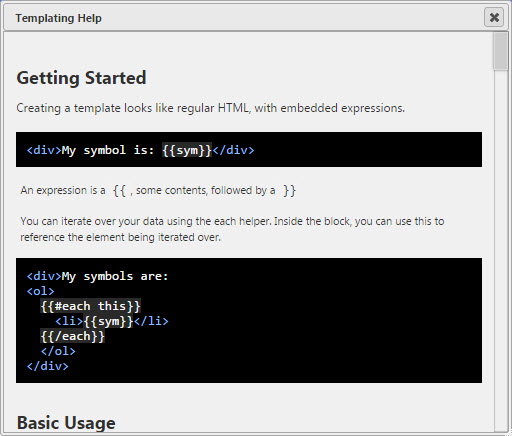 Templating Help
Getting Started
Creating a template looks like regular HTML, with embedded expressions.
<div>My symbol is: {{sym}}</div>
An expression is a {{ , some contents, followed by a }}
You can iterate over your data using the each helper. Inside the block, you can use this to
reference the element being iterated over.
<div>My symbols are:
<ol>
  {{#each this}}
    <li>{{sym}}</li>
  {{/each}}
  </ol>
</div>
Basic Usage